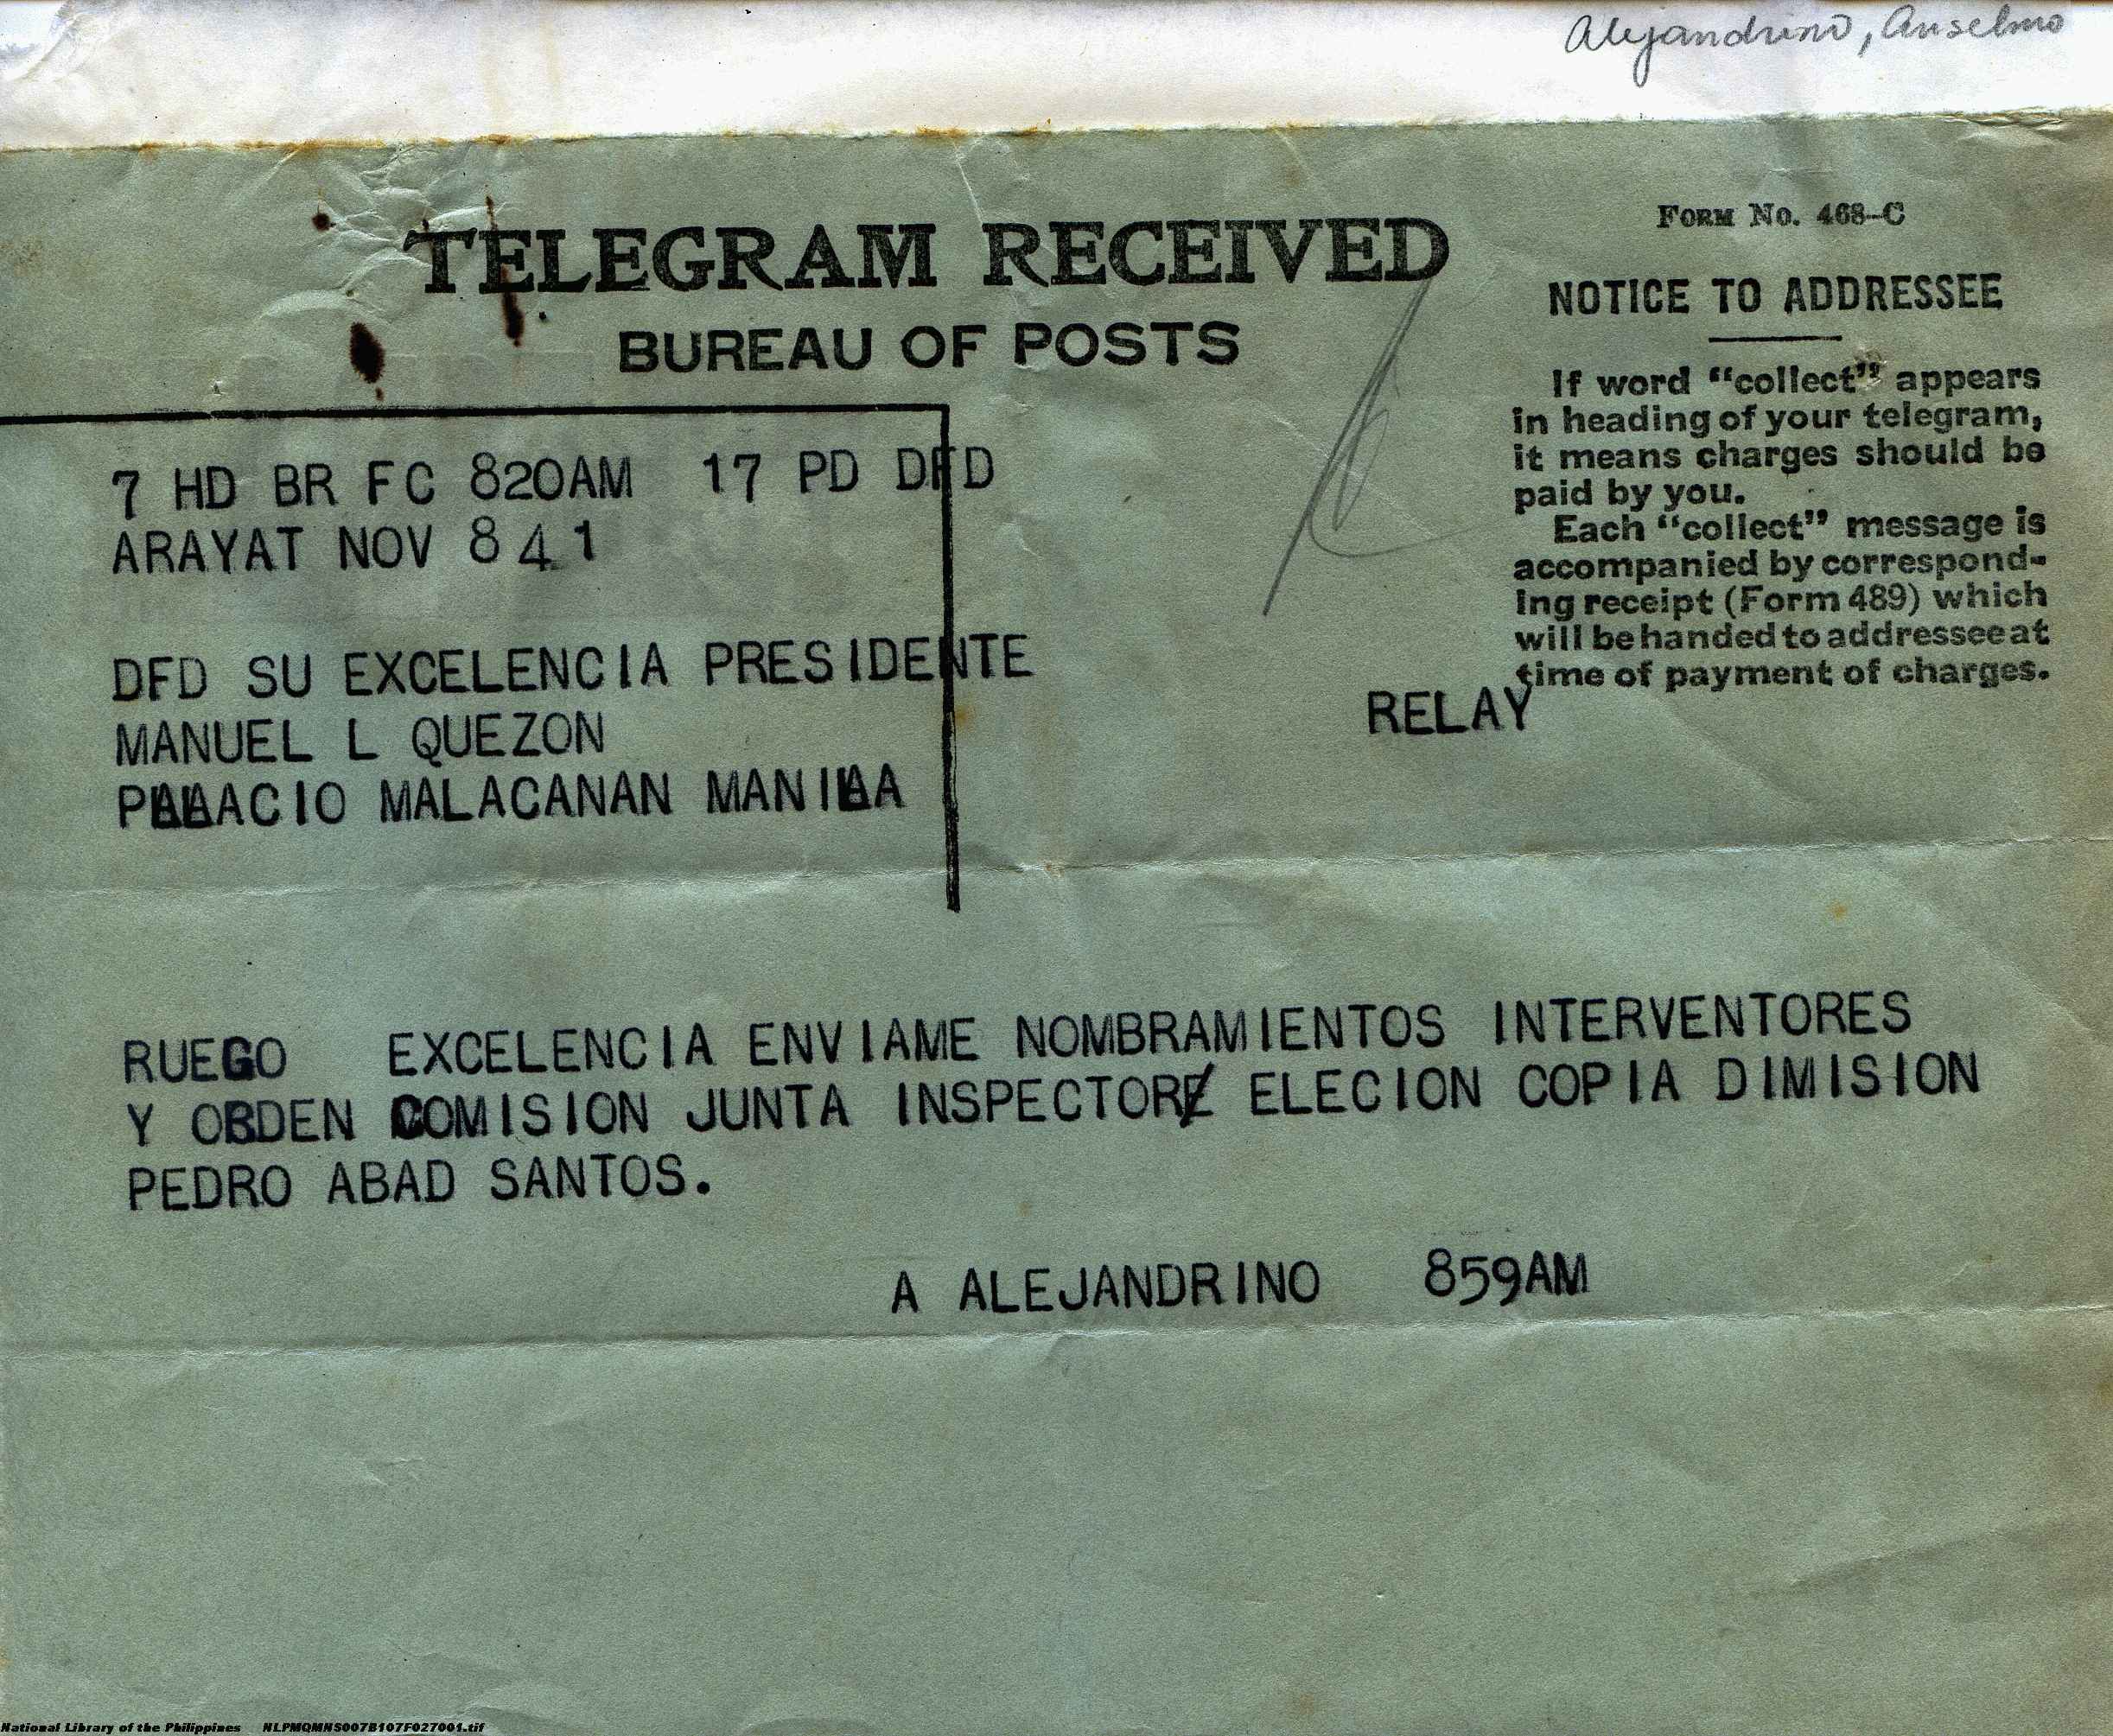 Alejandrino, Anselmo
TELEGRAM RECEIVED
BUREAU OF POSTS
FORM NO. 468-C
NOTICE TO ADDRESSEE
If word "collect" appears
in heading of your telegram,
it means charges should be
paid by you.
Each "collect" message is
accompanied by correspond-
ing receipt (Form 489) which
will be handed to addressee at
time of payment of charges.
7 HD BR FC 820AM 17 PD DFD
ARAYAT NOV 8 41
DFD SU EXCELENCIA PRESIDENTE
MANUEL L QUEZON
RELAY
PALACIO MALACANAN MANILA
RUEGO EXCELENCIA ENVIAME NOMBRAMIENTOS INTERVENTORES
Y ORDEN COMISION JUNTA INSPECTOR ELECION COPIA DIMISION
PEDRO ABAD SANTOS.
A ALEJANDRINO 859AM
National Library of the Philippines NLPMQMNS007B107F027001.tif